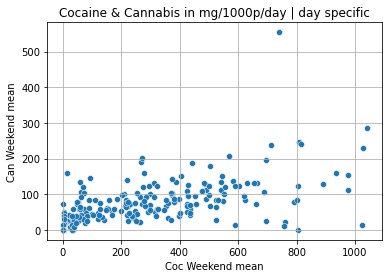 Cocaine & Cannabis in mg/1000p/day | day specific
500
400
300
200
100
0
Can Weekend mean
0 200 400 600 800 1000
Coc Weekend mean